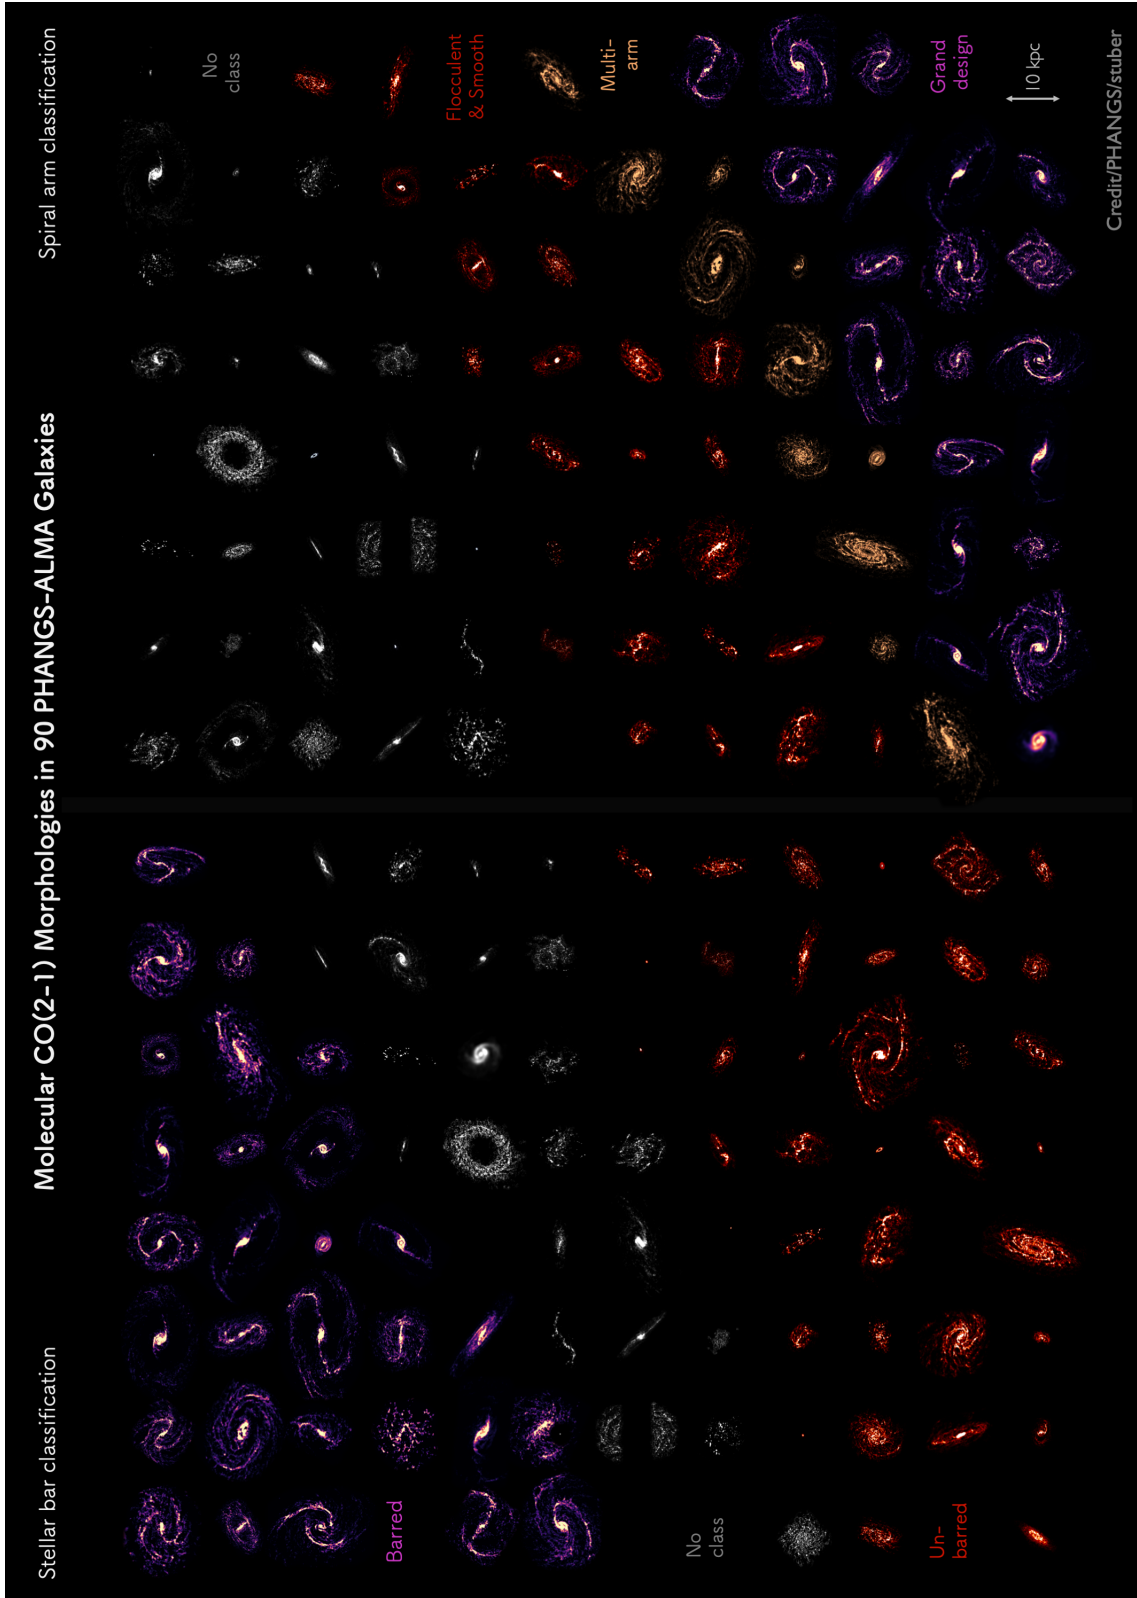 Molecular CO(2-1) Morphologies in 90 PHANGS-ALMA Galaxies
Stellar bar classification
Spiral arm classification
Barred
No
class
Un-
barred
No
class
Flocculent
& Smooth
Multi-
arm
Grand
design
10 kpc
Credit/PHANGS/stuber